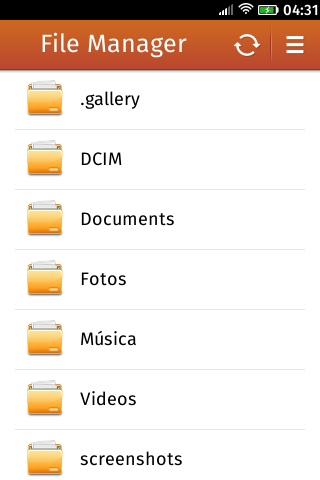 04:31
File Manager
.gallery
DCIM
Documents
Fotos
Música
Videos
screenshots